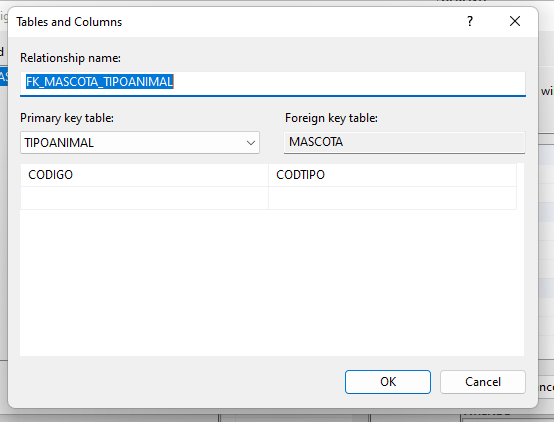 Tables and Columns
?
Relationship name:
FK_MASCOTA_TIPOANIMAL
Primary key table:
Foreign key table:
TIPOANIMAL
MASCOTA
CODIGO
CODTIPO
OK
Cancel